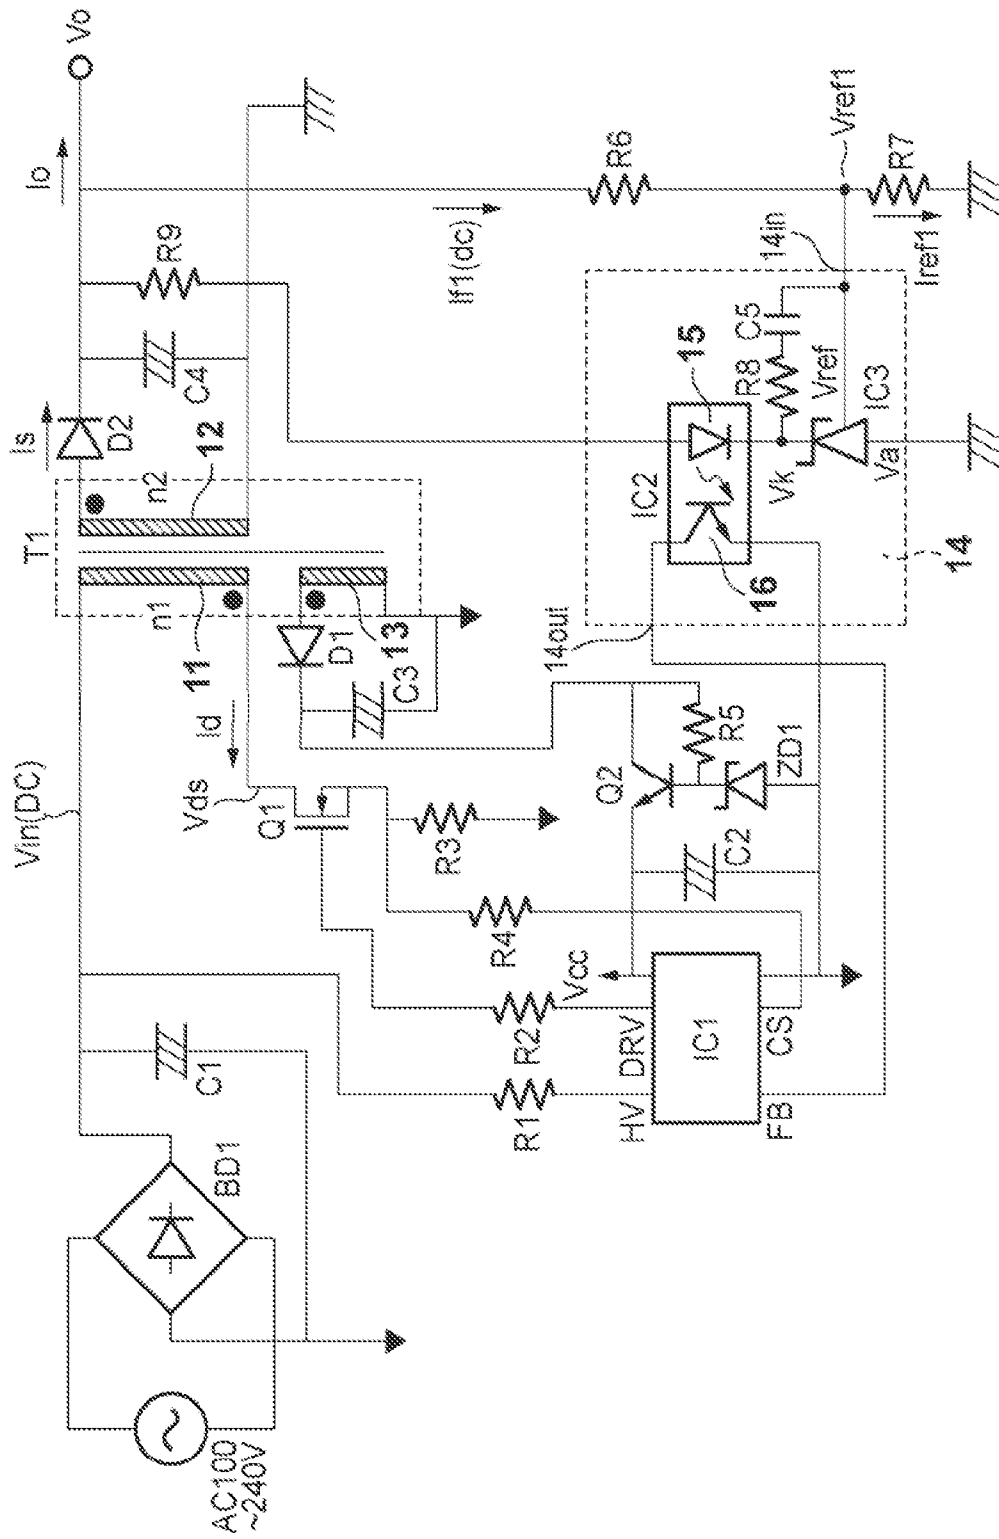 AC100
~240V
BD1
C1
Vin(DC)
T1
n1
n2
11
12
13
Is
Io
Vo
D2
C4
R9
Id
Vds
Q1
D1
C3
R3
R4
R2
R1
If1(dc)
R6
Vref1
R7
Iref1
HV
DRV
Vcc
IC1
FB
CS
C2
Q2
R5
ZD1
14out
14in
IC2
15
16
R8
C5
Vref
Vk
IC3
Va
14